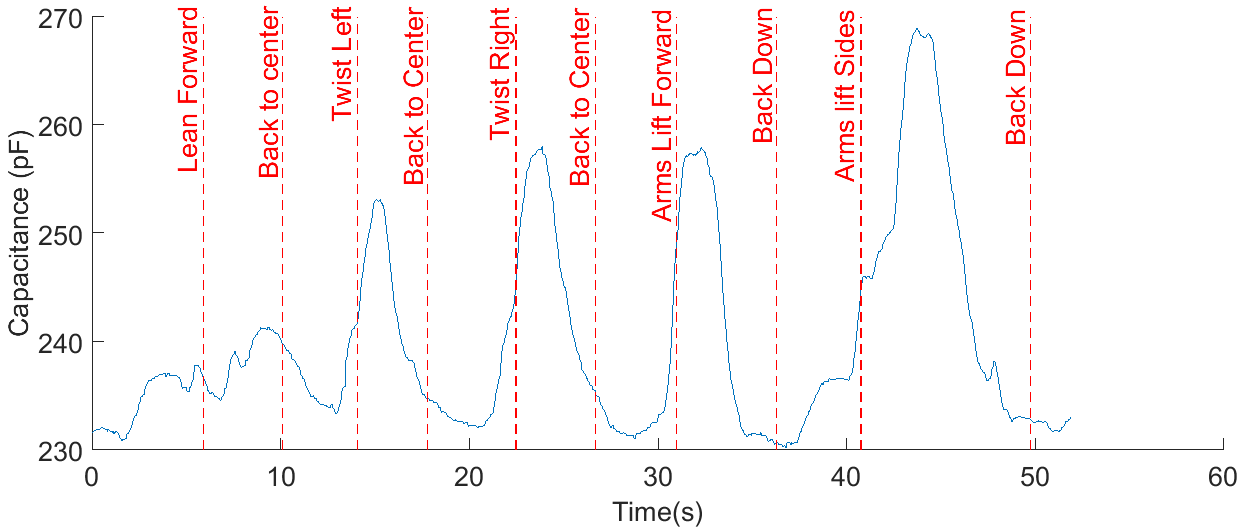 270
260
250
240
230
Capacitance (pF)
Lean Forward
Back to center
Twist Left
Back to Center
Twist Right
Back to Center
Arms Lift Forward
Back Down
Arms lift Sides
Back Down
0 10 20 30 40 50 60
Time(s)